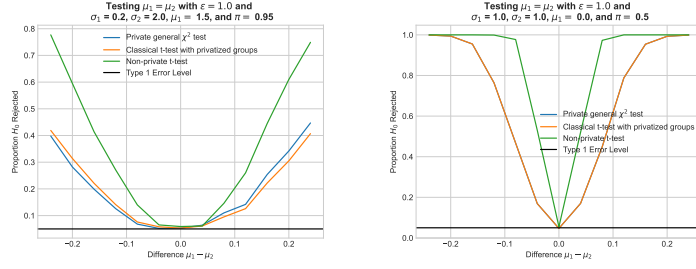 Testing μ₁ = μ₂ with ε = 1.0 and
σ₁ = 0.2, σ₂ = 2.0, μ₁ = 1.5, and π = 0.95
0.8
0.7
0.6
0.5
0.4
0.3
0.2
0.1
Proportion H₀ Rejected
Private general χ² test
Classical t-test with privatized groups
Non-private t-test
Type 1 Error Level
−0.2
−0.1
0.0
0.1
0.2
Difference μ₁ − μ₂
Testing μ₁ = μ₂ with ε = 1.0 and
σ₁ = 1.0, σ₂ = 1.0, μ₁ = 0.0, and π = 0.5
1.0
0.8
0.6
0.4
0.2
0.0
Proportion H₀ Rejected
Private general χ² test
Classical t-test with privatized groups
Non-private t-test
Type 1 Error Level
−0.2
−0.1
0.0
0.1
0.2
Difference μ₁ − μ₂